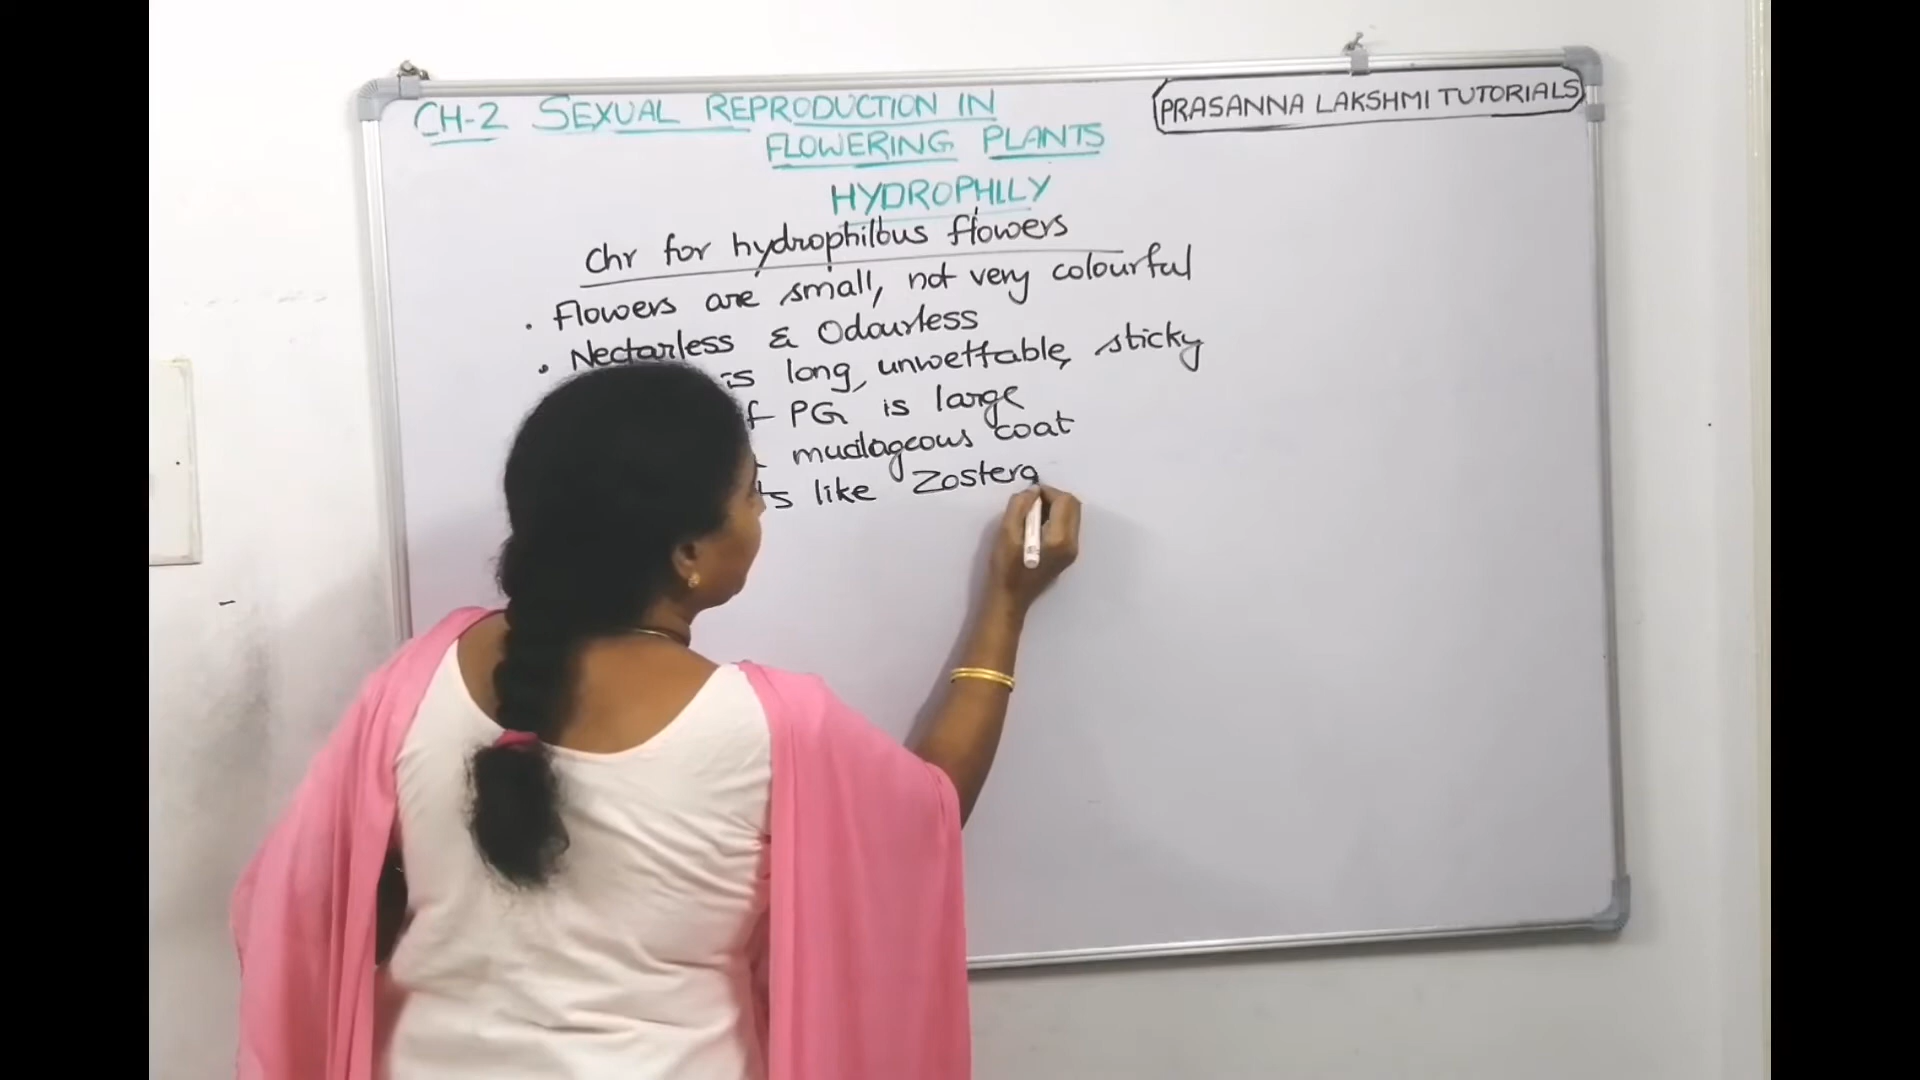 CH-2 SEXUAL REPRODUCTION IN
FLOWERING PLANTS
PRASANNA LAKSHMI TUTORIALS
HYDROPHILY
Chr for hydrophilous flowers
. Flowers are small, not very colourful
. Nectarless & Odourless
is long, unwettable, sticky
PG is large
mucilageous coat
like Zostera